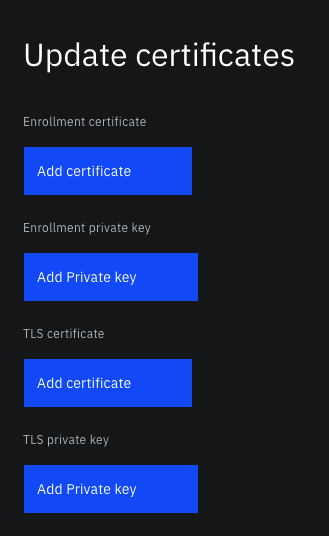 Update certificates
Enrollment certificate
Add certificate
Enrollment private key
Add Private key
TLS certificate
Add certificate
TLS private key
Add Private key